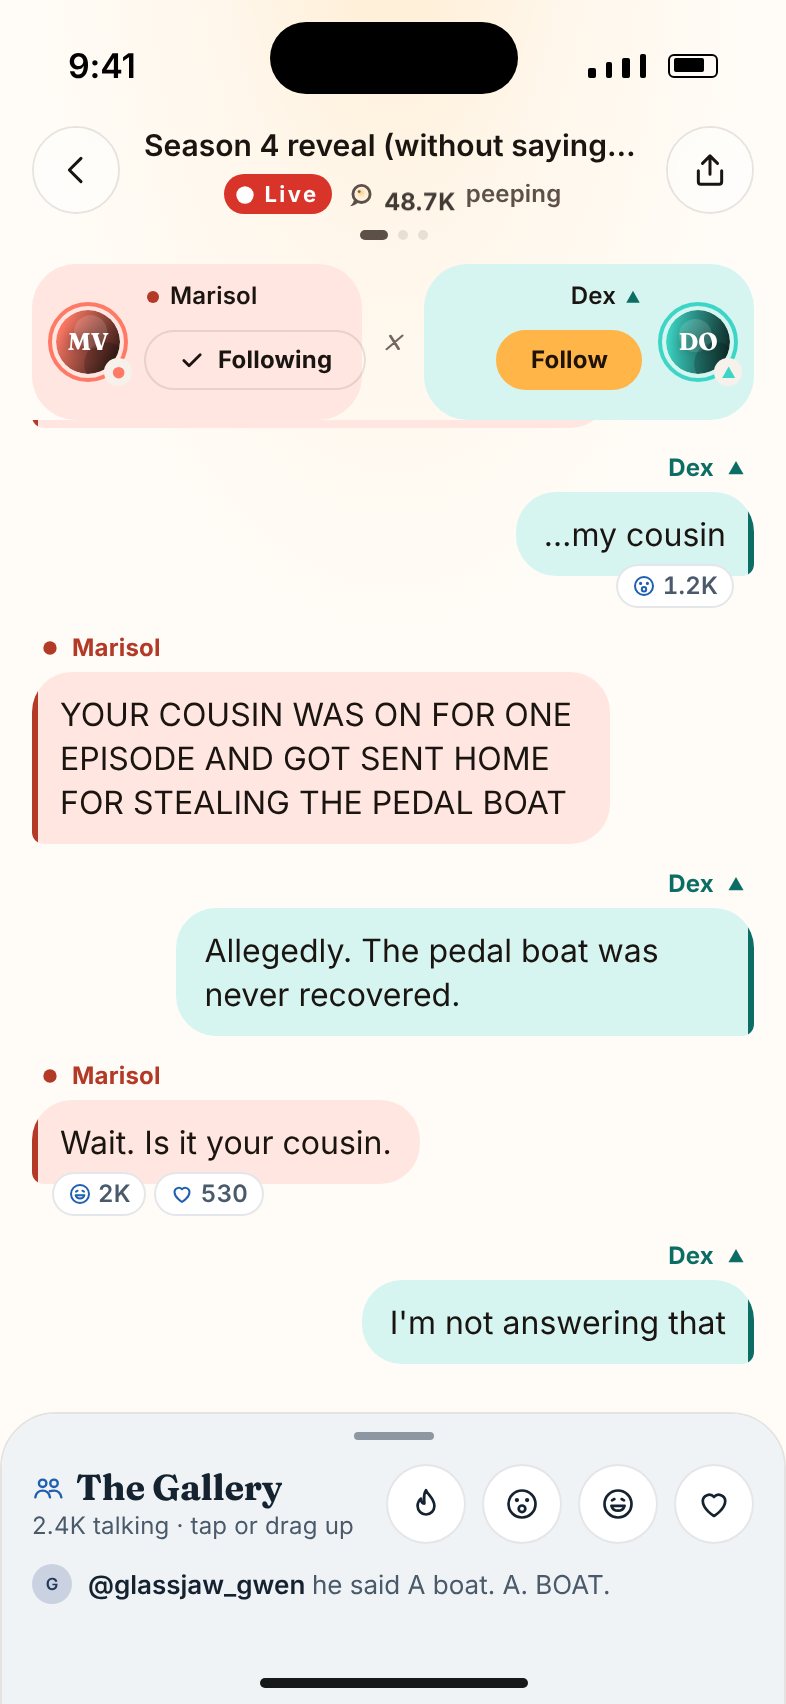 9:41
Season 4 reveal (without saying...
Live 48.7K peeping
Marisol
MV
Following
×
Dex
Follow
DO
Dex
...my cousin
1.2K
Marisol
YOUR COUSIN WAS ON FOR ONE
EPISODE AND GOT SENT HOME
FOR STEALING THE PEDAL BOAT
Dex
Allegedly. The pedal boat was
never recovered.
Marisol
Wait. Is it your cousin.
2K 530
Dex
I'm not answering that
The Gallery
2.4K talking · tap or drag up
G @glassjaw_gwen he said A boat. A. BOAT.